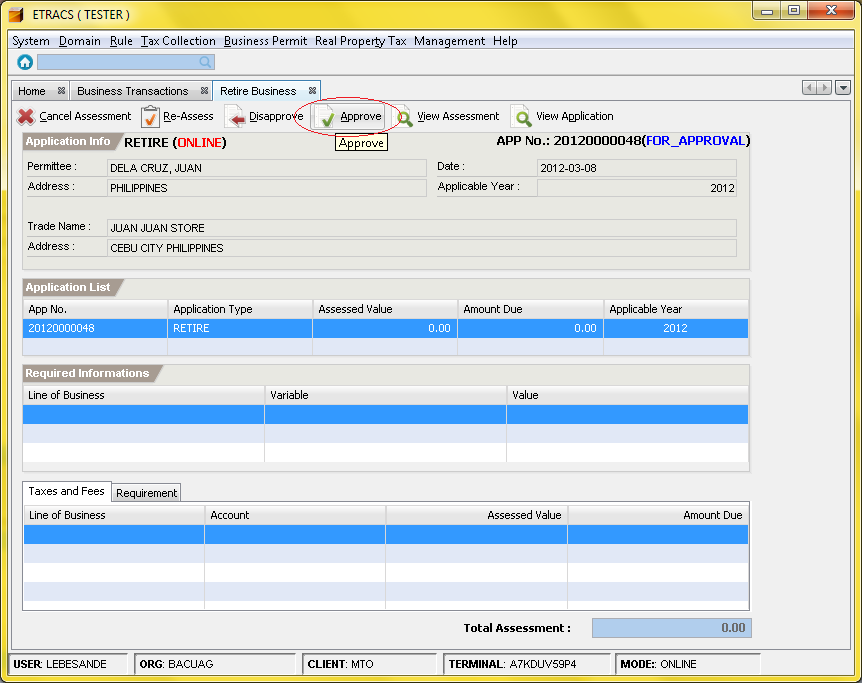 ETRACS ( TESTER )
System Domain Rule Tax Collection Business Permit Real Property Tax Management Help
Home Business Transactions Retire Business
Cancel Assessment Re-Assess Disapprove Approve View Assessment View Application
Approve
Application Info RETIRE (ONLINE) APP No.: 20120000048(FOR_APPROVAL)
Permittee : DELA CRUZ, JUAN Date : 2012-03-08
Address : PHILIPPINES Applicable Year : 2012
Trade Name : JUAN JUAN STORE
Address : CEBU CITY PHILIPPINES
Application List
App No. Application Type Assessed Value Amount Due Applicable Year
20120000048 RETIRE 0.00 0.00 2012
Required Informations
Line of Business Variable Value
Taxes and Fees Requirement
Line of Business Account Assessed Value Amount Due
Total Assessment : 0.00
USER: LEBESANDE ORG: BACUAG CLIENT: MTO TERMINAL: A7KDUV59P4 MODE:: ONLINE